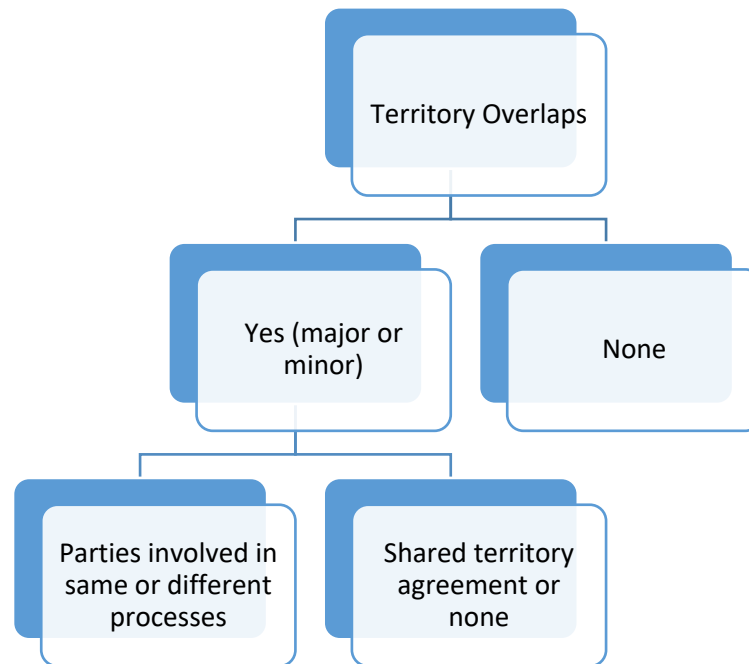 Territory Overlaps
Yes (major or
minor)
None
Parties involved in
same or different
processes
Shared territory
agreement or
none